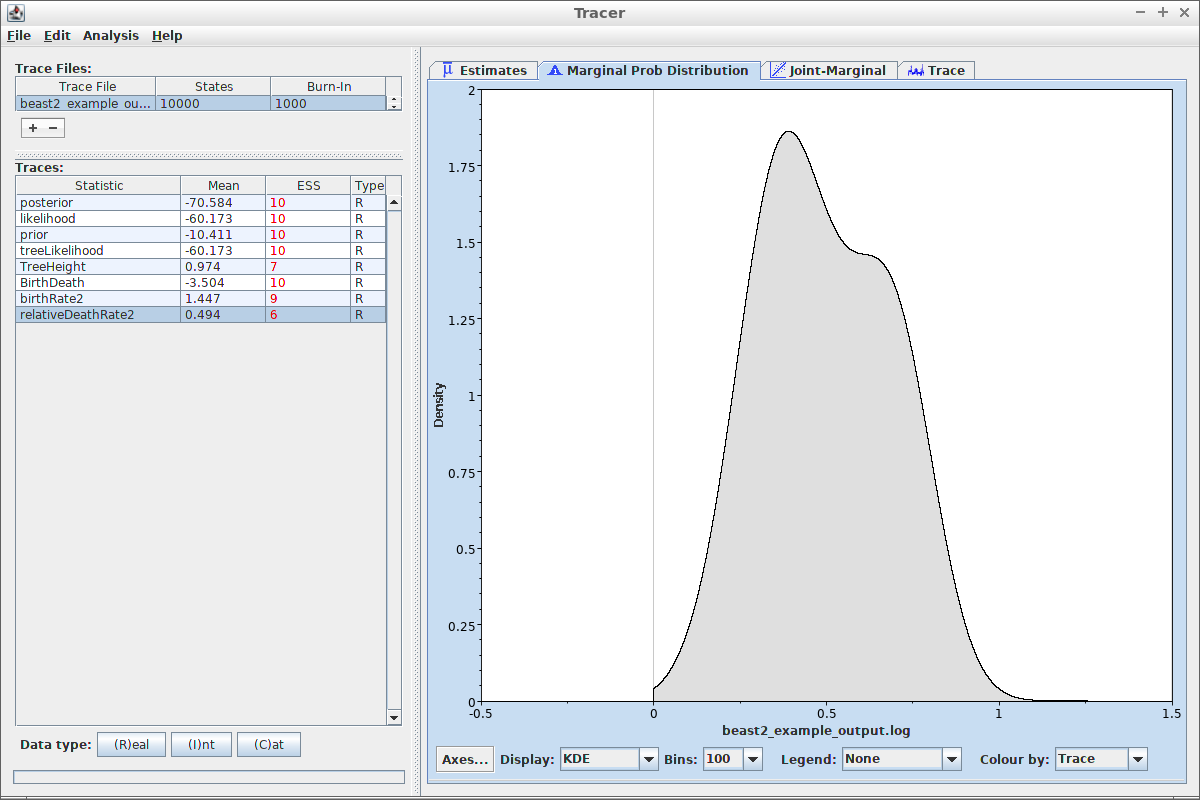 Tracer
File Edit Analysis Help
Trace Files:
Trace File States Burn-In
beast2_example_ou... 10000 1000
+ −
Traces:
Statistic Mean ESS Type
posterior -70.584 10 R
likelihood -60.173 10 R
prior -10.411 10 R
treeLikelihood -60.173 10 R
TreeHeight 0.974 7 R
BirthDeath -3.504 10 R
birthRate2 1.447 9 R
relativeDeathRate2 0.494 6 R
Data type: (R)eal (I)nt (C)at
μ Estimates Marginal Prob Distribution Joint-Marginal Trace
2
1.75
1.5
1.25
1
0.75
0.5
0.25
0
Density
-0.5 0 0.5 1 1.5
beast2_example_output.log
Axes... Display: KDE Bins: 100 Legend: None Colour by: Trace